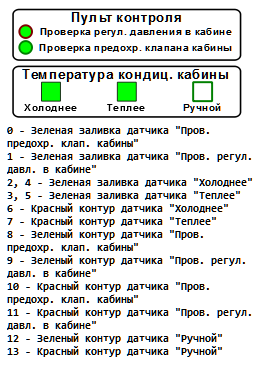 Пульт контроля
Проверка регул. давления в кабине
Проверка предохр. клапана кабины
Температура кондиц. кабины
Холоднее Теплее Ручной
0 - Зеленая заливка датчика "Пров.
предохр. клап. кабины"
1 - Зеленая заливка датчика "Пров. регул.
давл. в кабине"
2, 4 - Зеленая заливка датчика "Холоднее"
3, 5 - Зеленая заливка датчика "Теплее"
6 - Красный контур датчика "Холоднее"
7 - Красный контур датчика "Теплее"
8 - Зеленый контур датчика "Пров.
предохр. клап. кабины"
9 - Зеленый контур датчика "Пров. регул.
давл. в кабине"
10 - Красный контур датчика "Пров.
предохр. клап. кабины"
11 - Красный контур датчика "Пров. регул.
давл. в кабине"
12 - Зеленый контур датчика "Ручной"
13 - Красный контур датчика "Ручной"